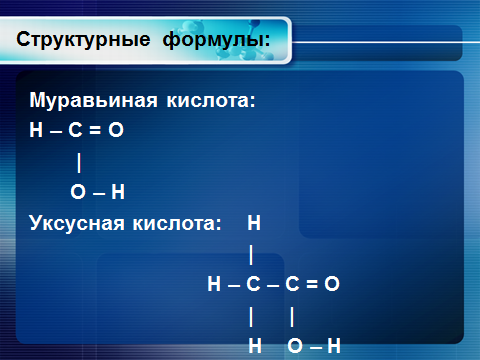 Структурные формулы:
Муравьиная кислота:
Н – С = О
|
О – Н
Уксусная кислота: Н
|
Н – С – С = О
| |
Н О – Н